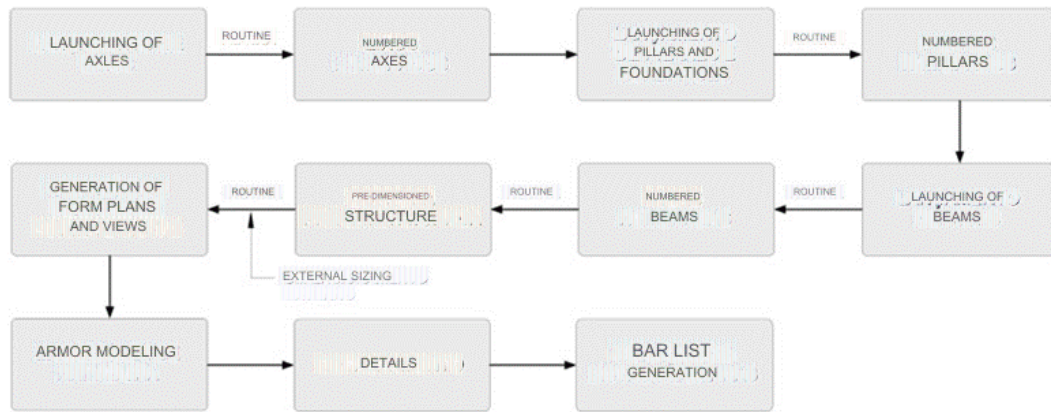 LAUNCHING OF
AXLES
ROUTINE
NUMBERED
AXES
LAUNCHING OF
PILLARS AND
FOUNDATIONS
ROUTINE
NUMBERED
PILLARS
GENERATION OF
FORM PLANS
AND VIEWS
ROUTINE
PRE-DIMENSIONED
STRUCTURE
ROUTINE
NUMBERED
BEAMS
ROUTINE
LAUNCHING OF
BEAMS
EXTERNAL SIZING
ARMOR MODELING
DETAILS
BAR LIST
GENERATION